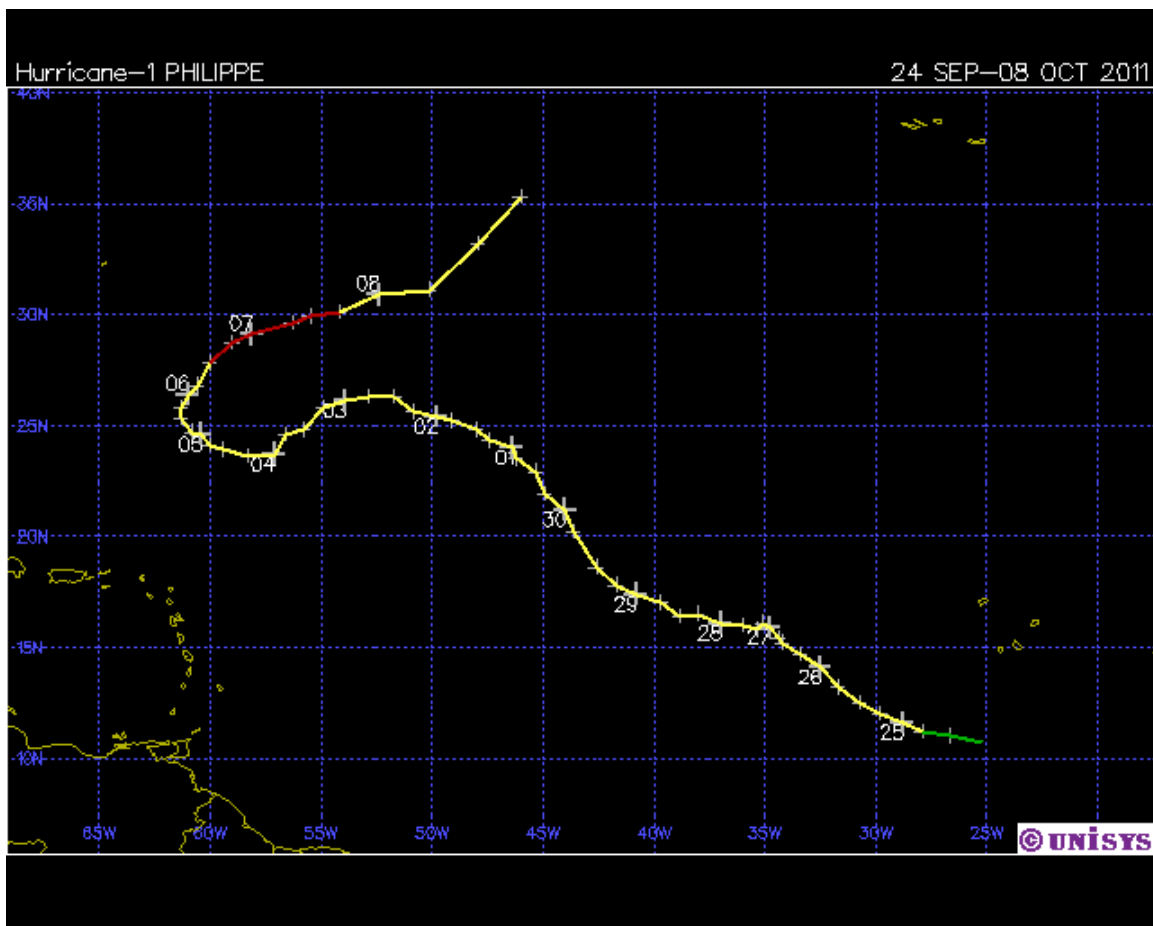 Hurricane-1 PHILIPPE 24 SEP-08 OCT 2011
40N
35N
08
30N
07
06
03
25N
02
05
01
04
30
20N
29
28
27
15N
26
25
10N
65W 60W 55W 50W 45W 40W 35W 30W 25W
© UNISYS